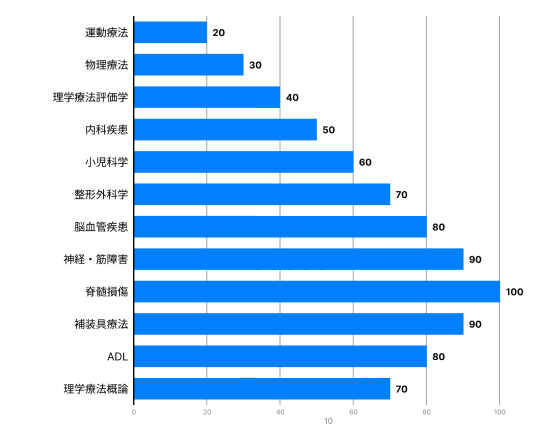 運動療法 20
物理療法 30
理学療法評価学 40
内科疾患 50
小児科学 60
整形外科学 70
脳血管疾患 80
神経・筋障害 90
脊髄損傷 100
補装具療法 90
ADL 80
理学療法概論 70
0 20 40 60 80 100
10